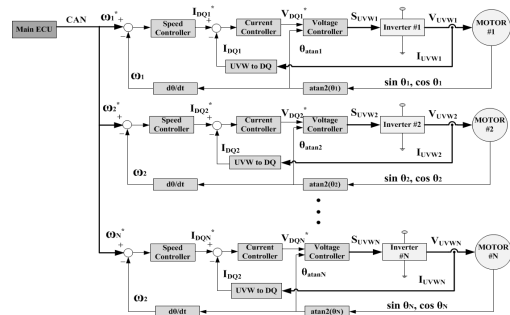 Main ECU
CAN
ω1*
+
−
Speed Controller
IDQ1*
+
−
Current Controller
VDQ1*
Voltage Controller
SUVW1
Inverter #1
VUVW1
MOTOR #1
IDQ1
θatan1
IUVW1
UVW to DQ
ω1
dθ/dt
atan2(θ1)
sin θ1, cos θ1
ω2*
+
−
Speed Controller
IDQ2*
+
−
Current Controller
VDQ2*
Voltage Controller
SUVW2
Inverter #2
VUVW2
MOTOR #2
IDQ2
θatan2
IUVW2
UVW to DQ
ω2
dθ/dt
atan2(θ2)
sin θ2, cos θ2
ωN*
+
−
Speed Controller
IDQN*
+
−
Current Controller
VDQN*
Voltage Controller
SUVWN
Inverter #N
VUVWN
MOTOR #N
IDQ2
θatanN
IUVWN
UVW to DQ
ω2
dθ/dt
atan2(θN)
sin θN, cos θN